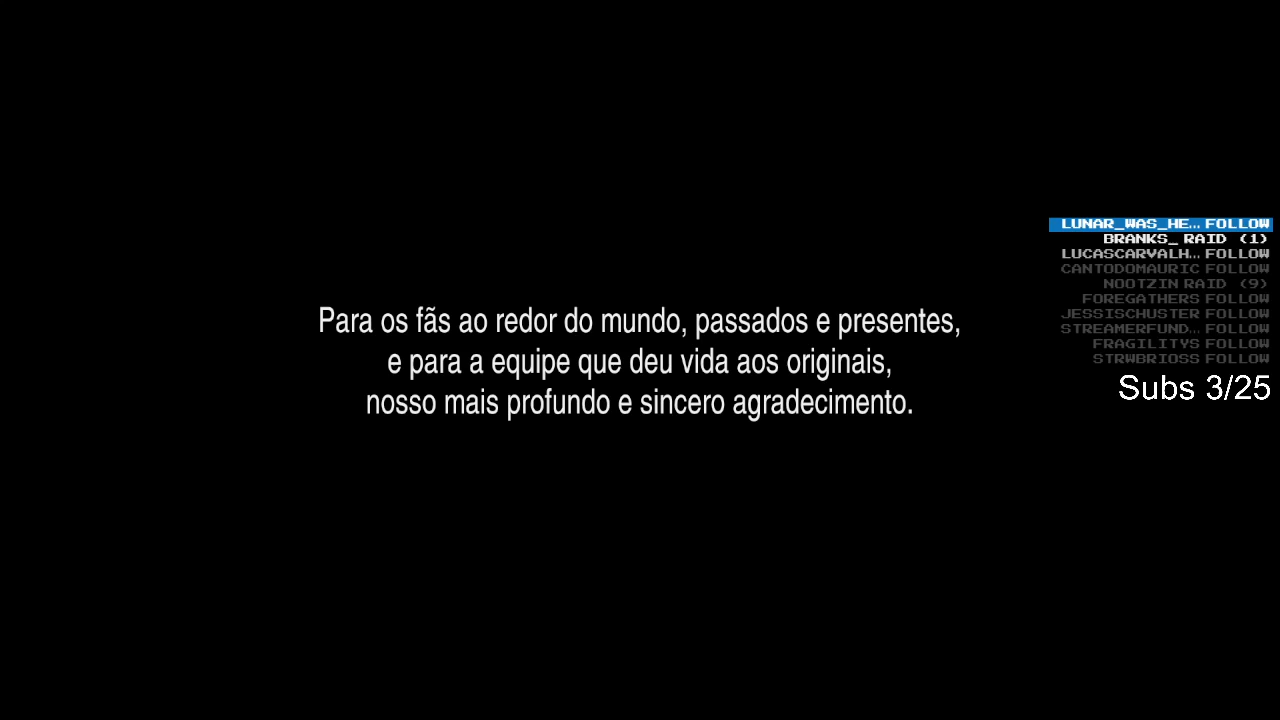 LUNAR_WAS_HE... FOLLOW
BRANKS_ RAID (1)
LUCASCARVALH... FOLLOW
CANTODOMAURIC FOLLOW
NOOTZIN RAID (9)
FOREGATHERS FOLLOW
JESSISCHUSTER FOLLOW
STREAMERFUND... FOLLOW
FRAGILITYS FOLLOW
STRWBRIOSS FOLLOW
Subs 3/25
Para os fãs ao redor do mundo, passados e presentes,
e para a equipe que deu vida aos originais,
nosso mais profundo e sincero agradecimento.